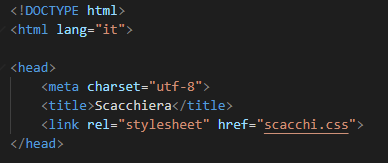 <!DOCTYPE html>
<html lang="it">
<head>
<meta charset="utf-8">
<title>Scacchiera</title>
<link rel="stylesheet" href="scacchi.css">
</head>